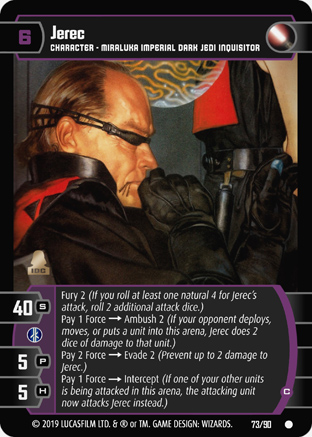 6
Jerec
CHARACTER - MIRALUKA IMPERIAL DARK JEDI INQUISITOR
IDC
40 S
5 P
5 H
Fury 2 (If you roll at least one natural 4 for Jerec's
attack, roll 2 additional attack dice.)
Pay 1 Force → Ambush 2 (if your opponent deploys,
moves, or puts a unit into this arena, Jerec does 2
dice of damage to that unit.)
Pay 2 Force → Evade 2 (Prevent up to 2 damage to
Jerec.)
Pay 1 Force → Intercept (If one of your other units
is being attacked in this arena, the attacking unit
now attacks Jerec instead.)
C
© 2019 LUCASFILM LTD. & ® or TM. GAME DESIGN: WIZARDS.
73/90